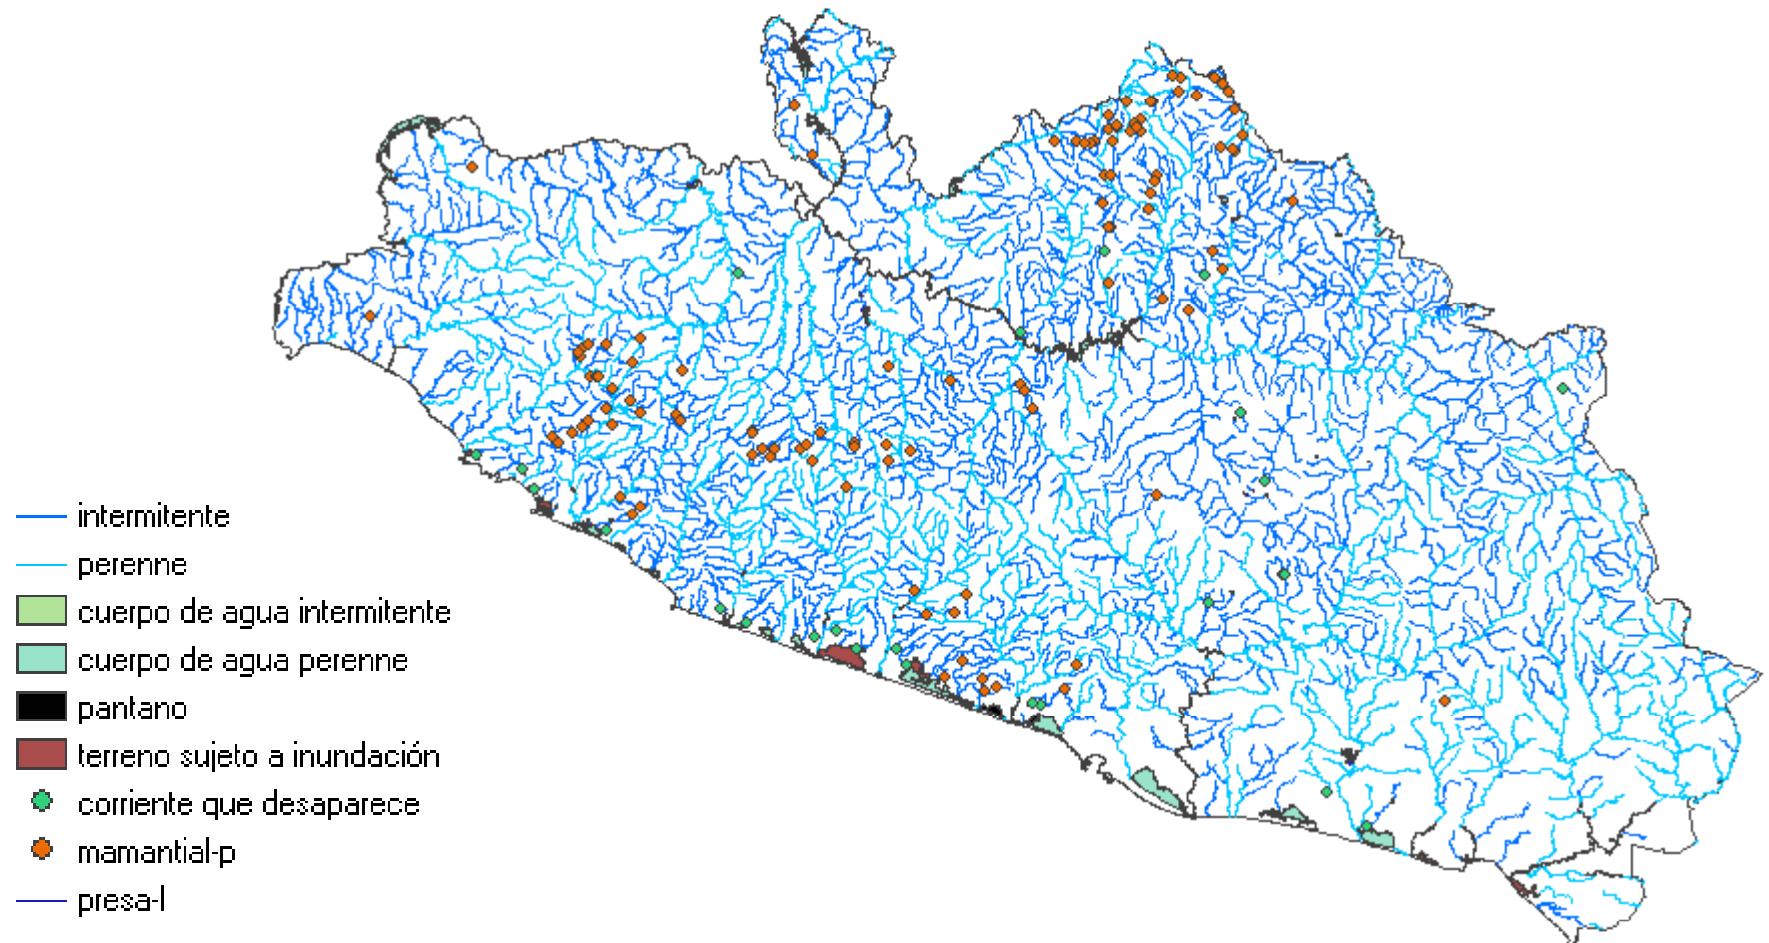 intermitente
perenne
cuerpo de agua intermitente
cuerpo de agua perenne
pantano
terreno sujeto a inundación
corriente que desaparece
mamantial-p
presa-l